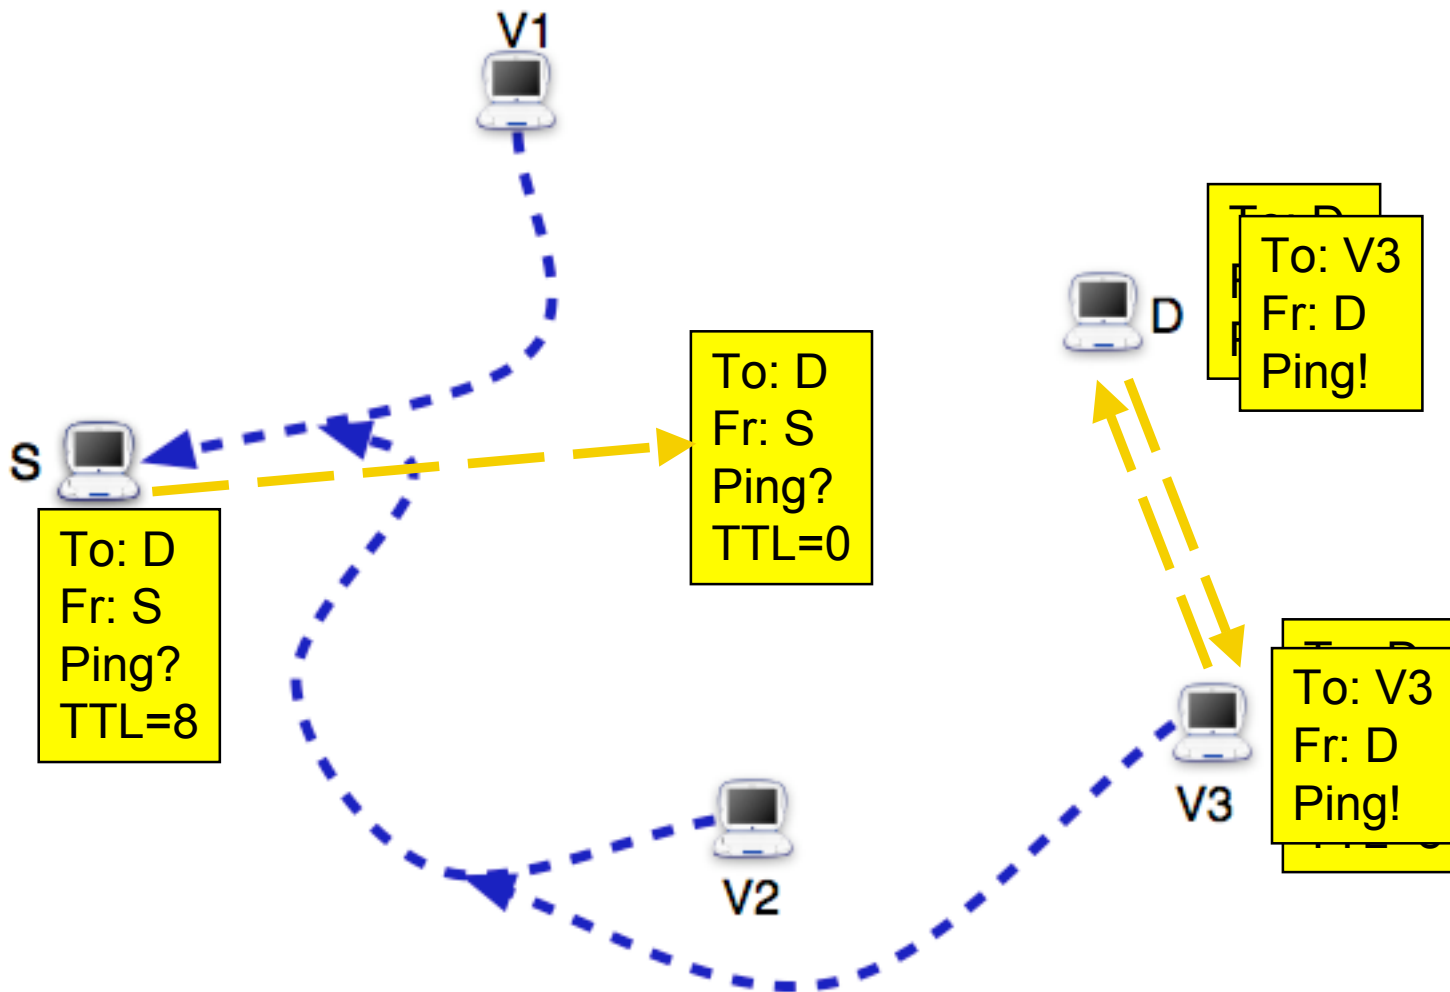 V1
To: D
To: V3
Fr: D
Ping!
D
To: D
Fr: S
Ping?
TTL=0
S
To: D
Fr: S
Ping?
TTL=8
To: V3
Fr: D
Ping!
V3
V2